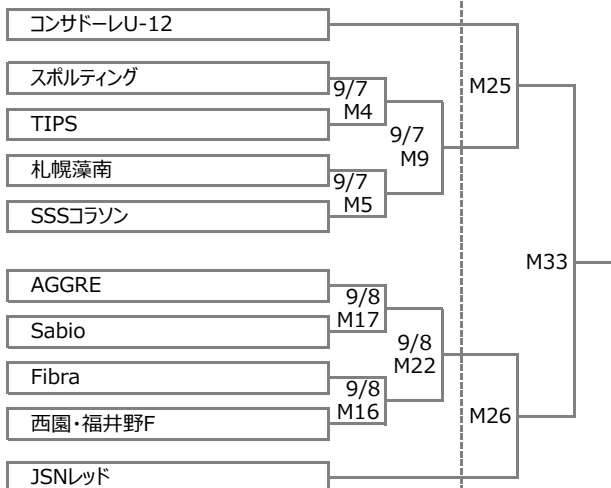 コンサドーレU-12
スポルティング
9/7
M4
TIPS
9/7
M9
M25
札幌藻南
9/7
M5
SSSコラソン
M33
AGGRE
9/8
M17
Sabio
9/8
M22
Fibra
9/8
M16
西園・福井野F
M26
JSNレッド